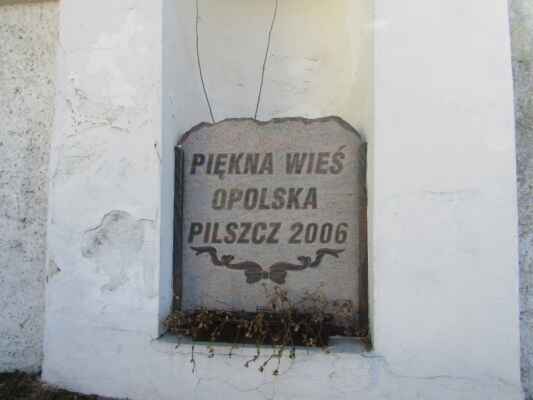 PIĘKNA WIEŚ
OPOLSKA
PILSZCZ 2006